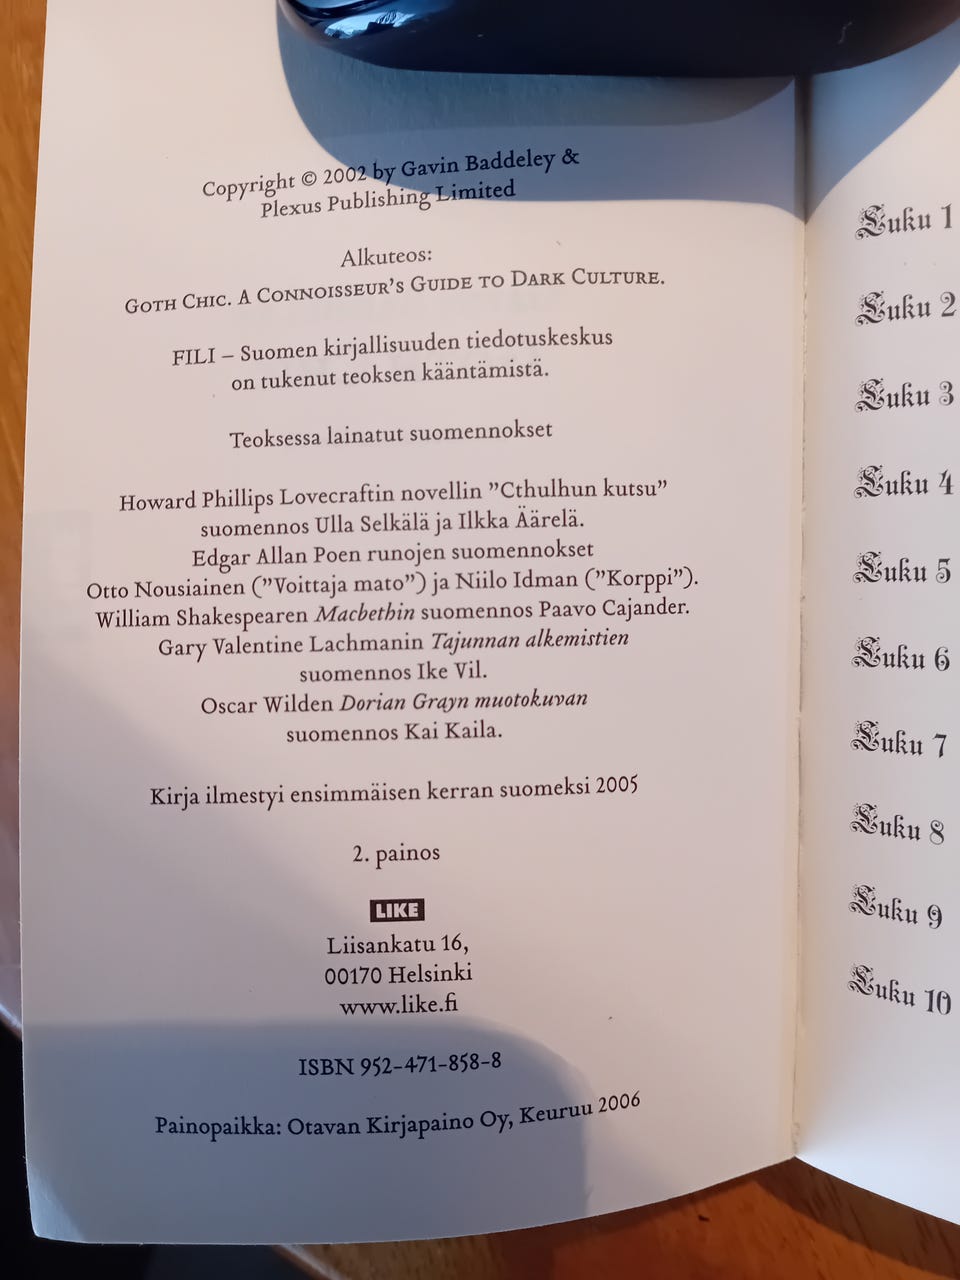 Copyright © 2002 by Gavin Baddeley &
Plexus Publishing Limited
Alkuteos:
Goth Chic. A Connoisseur's Guide to Dark Culture.
FILI – Suomen kirjallisuuden tiedotuskeskus
on tukenut teoksen kääntämistä.
Teoksessa lainatut suomennokset
Howard Phillips Lovecraftin novellin ”Cthulhun kutsu”
suomennos Ulla Selkälä ja Ilkka Äärelä.
Edgar Allan Poen runojen suomennokset
Otto Nousiainen (”Voittaja mato”) ja Niilo Idman (”Korppi”).
William Shakespearen Macbethin suomennos Paavo Cajander.
Gary Valentine Lachmanin Tajunnan alkemistien
suomennos Ike Vil.
Oscar Wilden Dorian Grayn muotokuvan
suomennos Kai Kaila.
Kirja ilmestyi ensimmäisen kerran suomeksi 2005
2. painos
LIKE
Liisankatu 16,
00170 Helsinki
www.like.fi
ISBN 952-471-858-8
Painopaikka: Otavan Kirjapaino Oy, Keuruu 2006
Luku 1
Luku 2
Luku 3
Luku 4
Luku 5
Luku 6
Luku 7
Luku 8
Luku 9
Luku 10